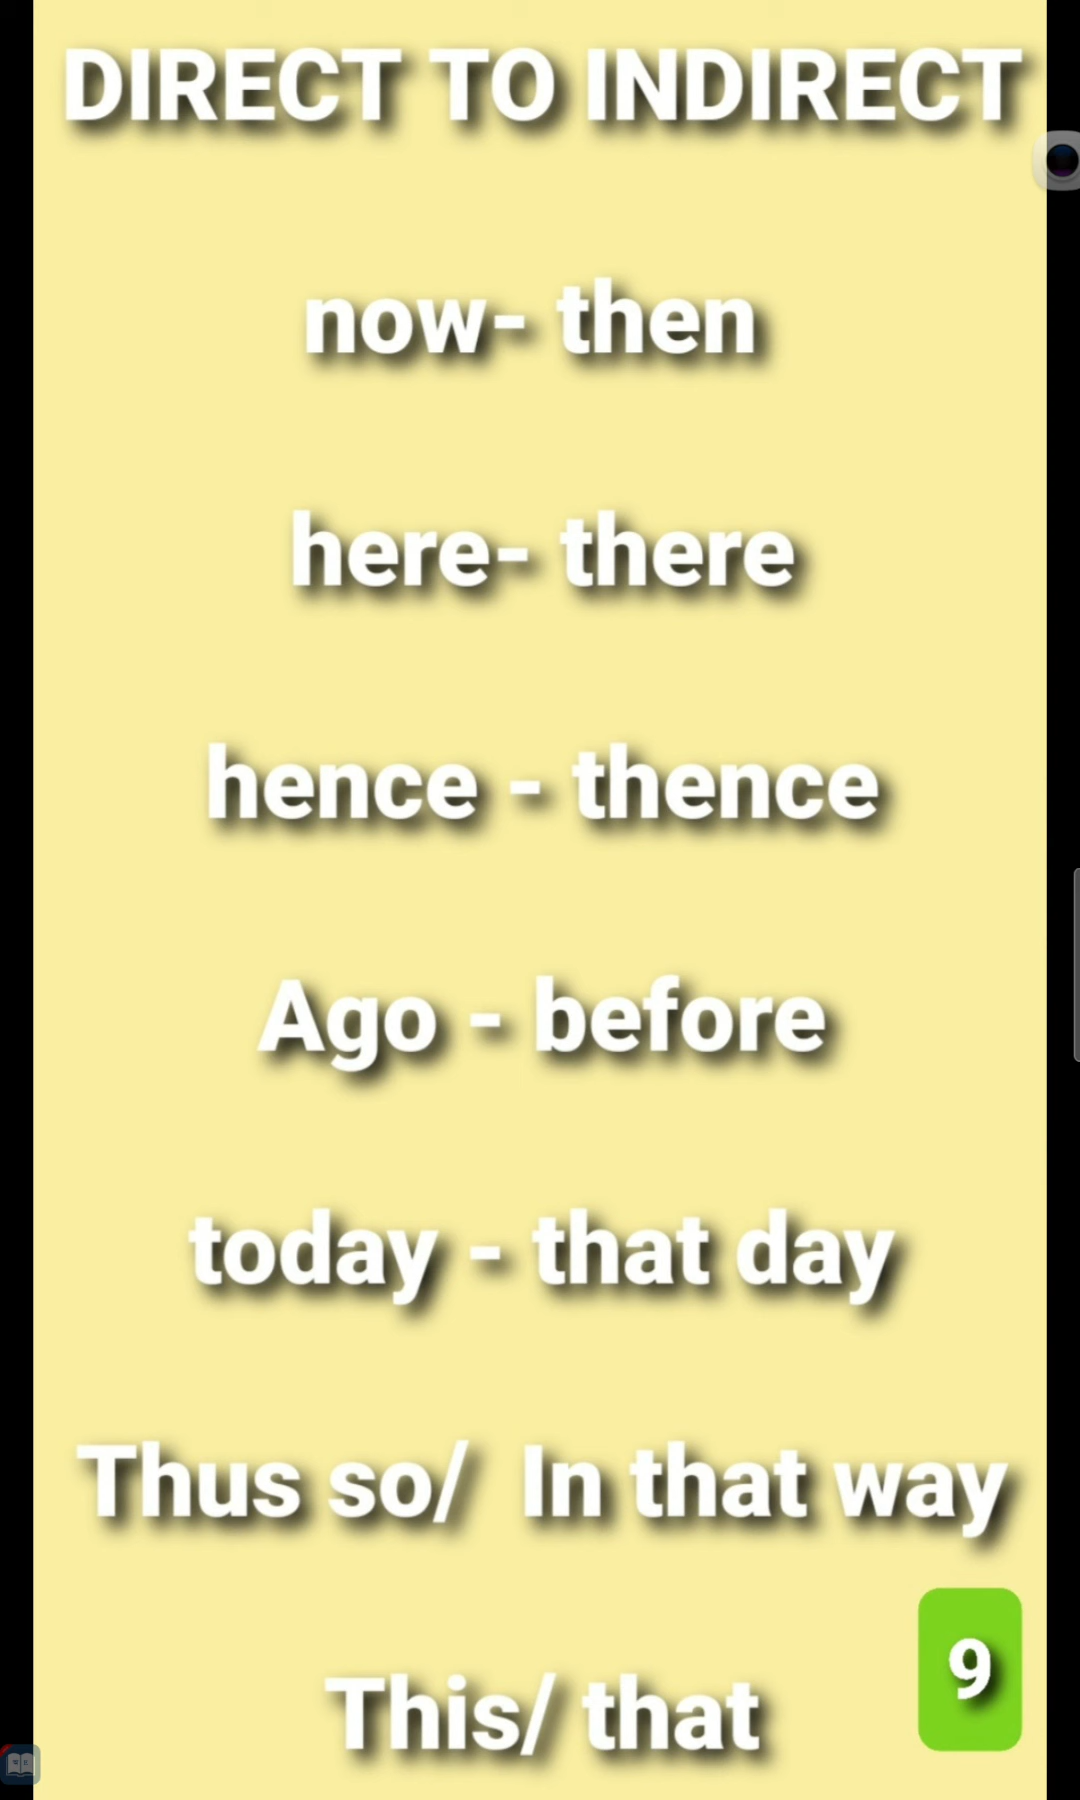 DIRECT TO INDIRECT
now- then
here- there
hence - thence
Ago - before
today - that day
Thus so/ In that way
9
This/ that